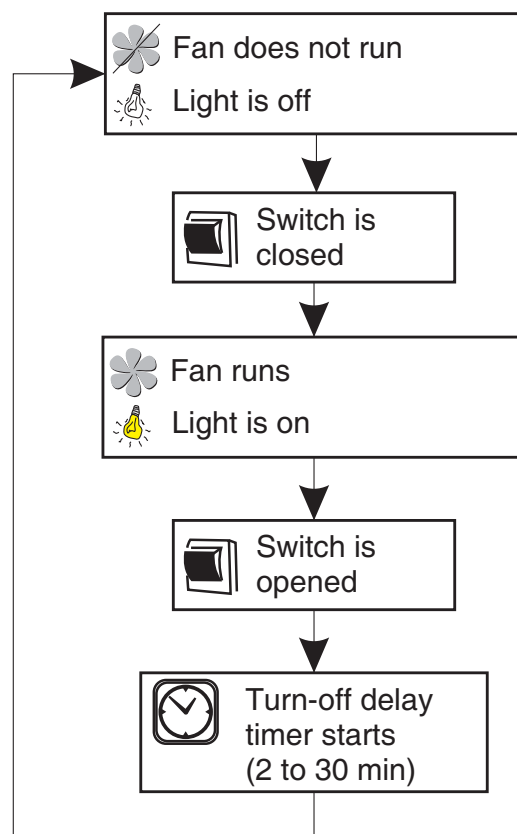 Fan does not run
Light is off
Switch is
closed
Fan runs
Light is on
Switch is
opened
Turn-off delay
timer starts
(2 to 30 min)